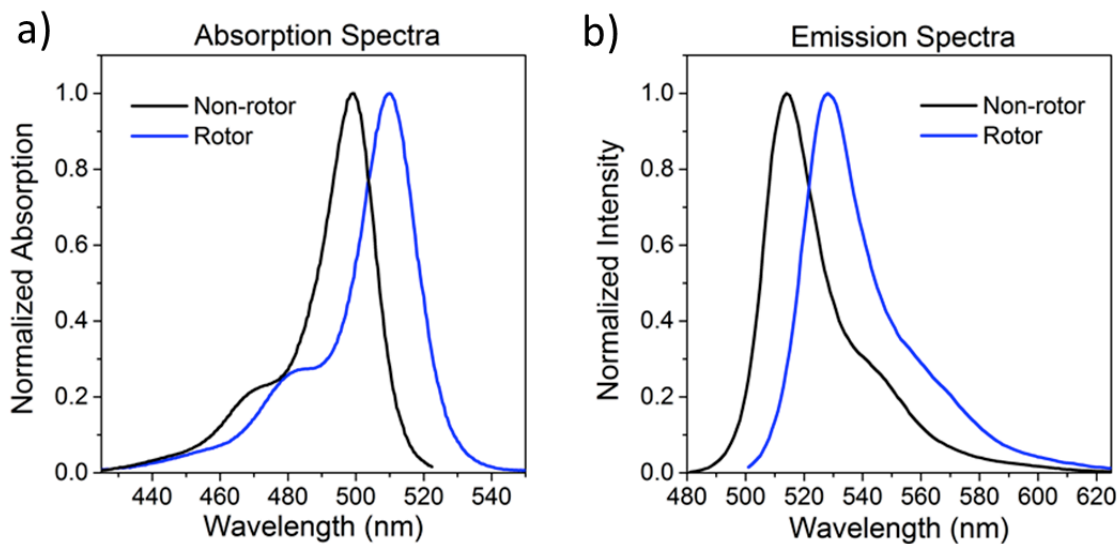 a)
Absorption Spectra
Normalized Absorption
1.0
0.8
0.6
0.4
0.2
0.0
Non-rotor
Rotor
440 460 480 500 520 540
Wavelength (nm)
b)
Emission Spectra
Normalized Intensity
1.0
0.8
0.6
0.4
0.2
0.0
Non-rotor
Rotor
480 500 520 540 560 580 600 620
Wavelength (nm)